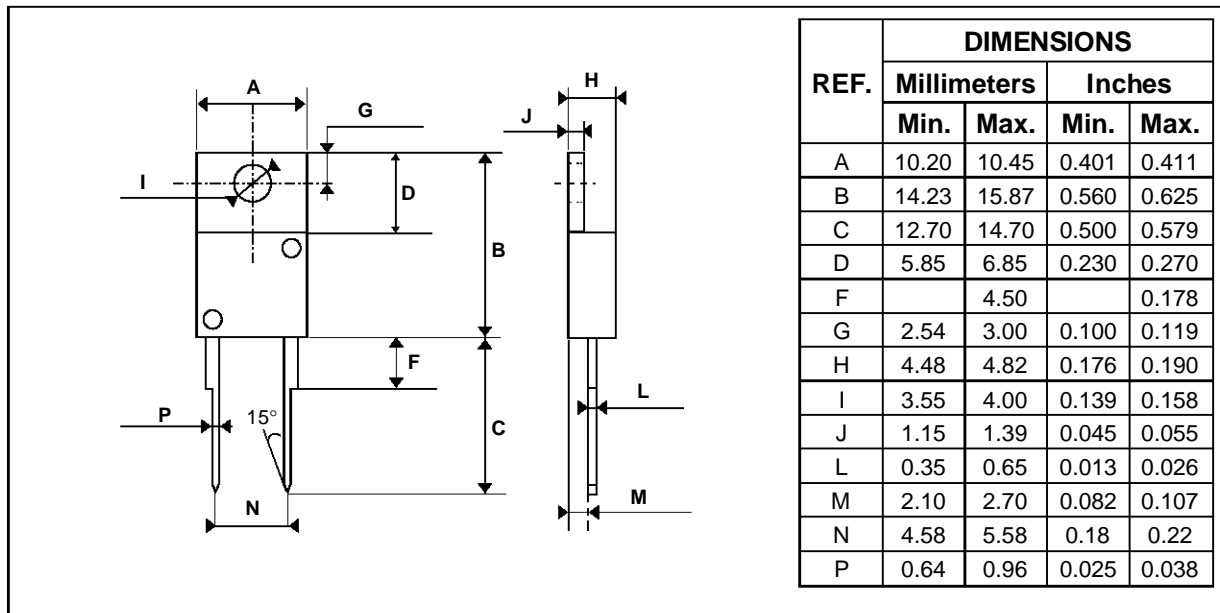 A
G
I
D
B
F
P
15°
C
N
H
J
L
M
DIMENSIONS
REF. Millimeters Inches
Min. Max. Min. Max.
A 10.20 10.45 0.401 0.411
B 14.23 15.87 0.560 0.625
C 12.70 14.70 0.500 0.579
D 5.85 6.85 0.230 0.270
F 4.50 0.178
G 2.54 3.00 0.100 0.119
H 4.48 4.82 0.176 0.190
I 3.55 4.00 0.139 0.158
J 1.15 1.39 0.045 0.055
L 0.35 0.65 0.013 0.026
M 2.10 2.70 0.082 0.107
N 4.58 5.58 0.18 0.22
P 0.64 0.96 0.025 0.038